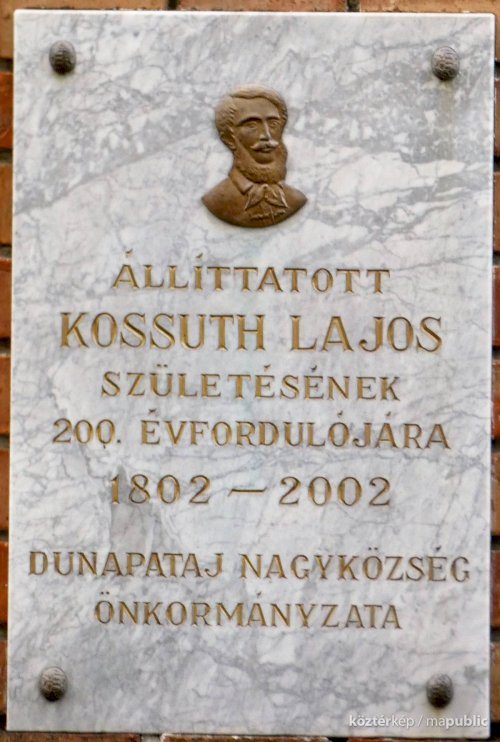 ÁLLÍTTATOTT
KOSSUTH LAJOS
SZÜLETÉSÉNEK
200. ÉVFORDULÓJÁRA
1802 — 2002
DUNAPATAJ NAGYKÖZSÉG
ÖNKORMÁNYZATA
köztérkép / mapublic